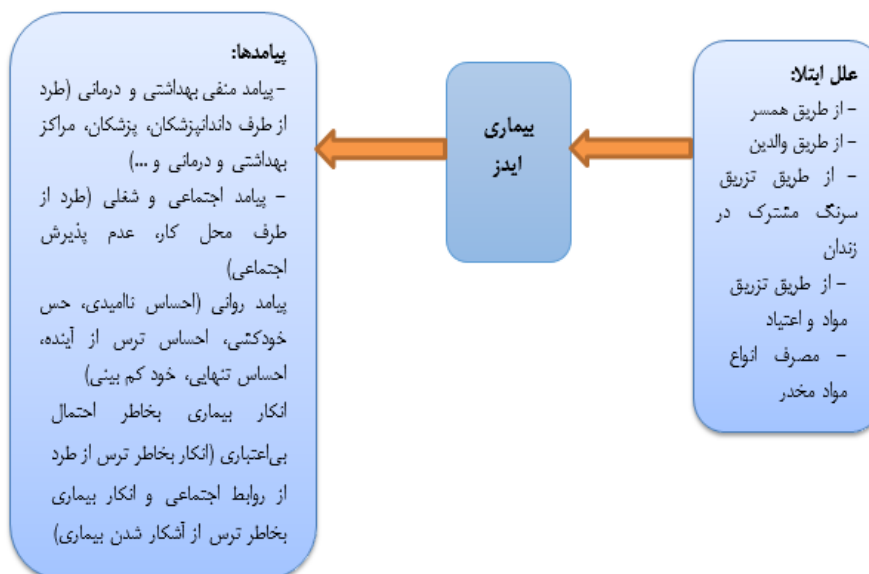 علل ابتلا:
- از طریق همسر
- از طریق والدین
- از طریق تزریق
سرنگ مشترک در
زندان
- از طریق تزریق
مواد و اعتیاد
- مصرف انواع
مواد مخدر
بیماری
ایدز
پیامدها:
- پیامد منفی بهداشتی و درمانی (طرد
از طرف دندانپزشکان، پزشکان، مراکز
بهداشتی و درمانی و ...)
- پیامد اجتماعی و شغلی (طرد از
طرف محل کار، عدم پذیرش
اجتماعی)
پیامد روانی (احساس ناامیدی، حس
خودکشی، احساس ترس از آینده،
احساس تنهایی، خود کم بینی)
انکار بیماری بخاطر احتمال
بی‌اعتباری (انکار بخاطر ترس از طرد
از روابط اجتماعی و انکار بیماری
بخاطر ترس از آشکار شدن بیماری)